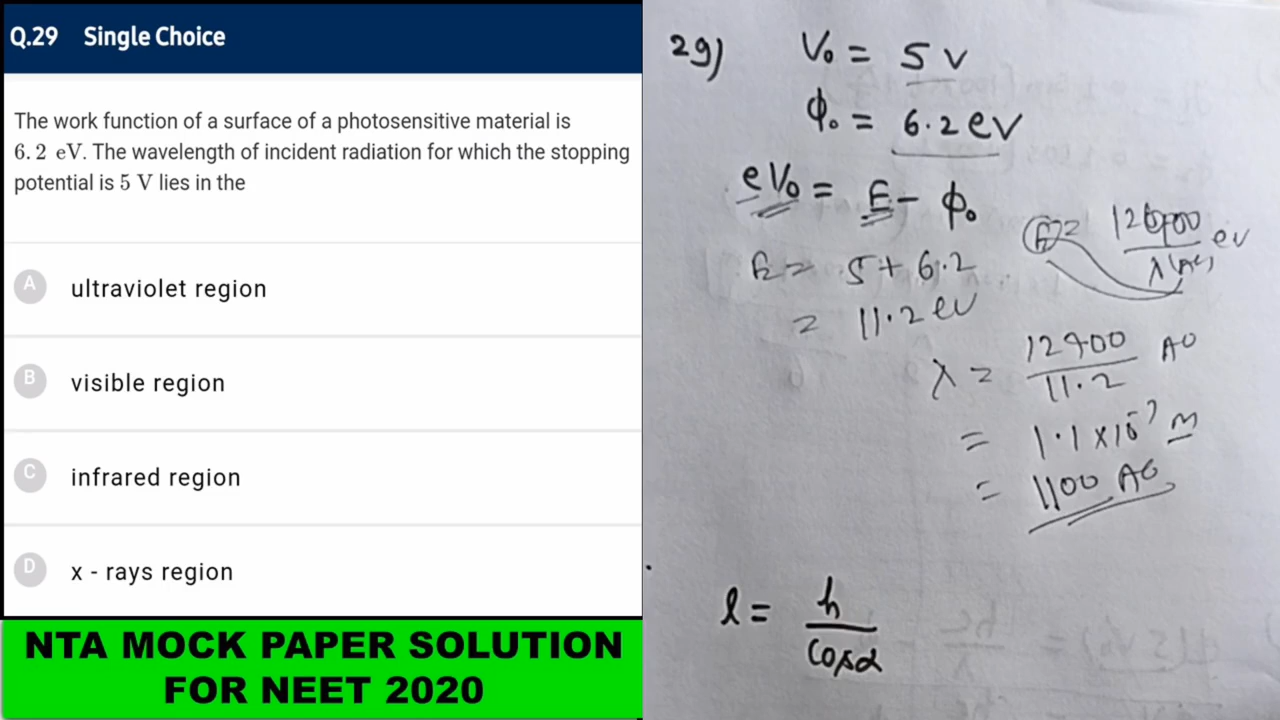 Q.29 Single Choice
The work function of a surface of a photosensitive material is
6.2 eV. The wavelength of incident radiation for which the stopping
potential is 5 V lies in the
A ultraviolet region
B visible region
C infrared region
D x - rays region
NTA MOCK PAPER SOLUTION
FOR NEET 2020
29) V₀ = 5 V
ϕ₀ = 6.2 eV
eV₀ = E - ϕ₀
E = 5 + 6.2
= 11.2 eV
λ = 12400 / 11.2 A0
= 1.1 × 10⁻⁷ m
= 1100 A0
l = h / cosα